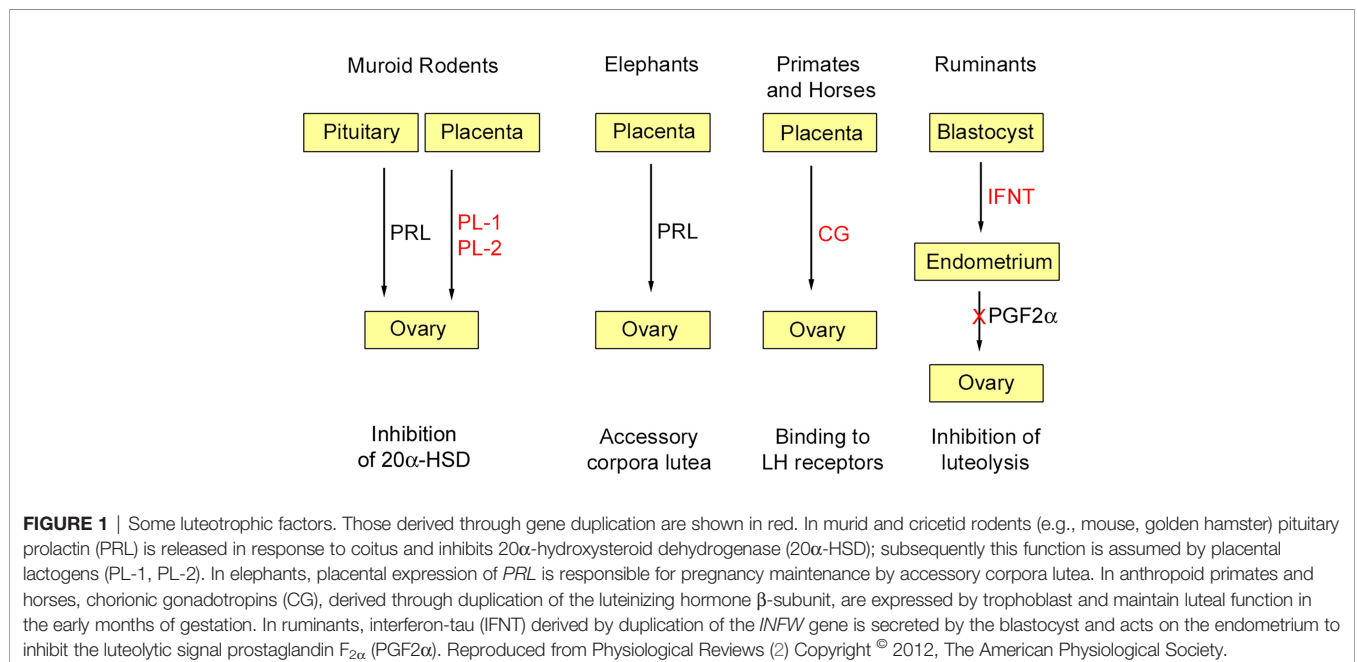 Muroid Rodents
Elephants
Primates
and Horses
Ruminants
Pituitary
Placenta
Placenta
Placenta
Blastocyst
PRL
PL-1
PL-2
PRL
CG
IFNT
Endometrium
X PGF2α
Ovary
Ovary
Ovary
Ovary
Inhibition
of 20α-HSD
Accessory
corpora lutea
Binding to
LH receptors
Inhibition of
luteolysis
FIGURE 1 | Some luteotrophic factors. Those derived through gene duplication are shown in red. In murid and cricetid rodents (e.g., mouse, golden hamster) pituitary
prolactin (PRL) is released in response to coitus and inhibits 20α-hydroxysteroid dehydrogenase (20α-HSD); subsequently this function is assumed by placental
lactogens (PL-1, PL-2). In elephants, placental expression of PRL is responsible for pregnancy maintenance by accessory corpora lutea. In anthropoid primates and
horses, chorionic gonadotropins (CG), derived through duplication of the luteinizing hormone β-subunit, are expressed by trophoblast and maintain luteal function in
the early months of gestation. In ruminants, interferon-tau (IFNT) derived by duplication of the INFW gene is secreted by the blastocyst and acts on the endometrium to
inhibit the luteolytic signal prostaglandin F2α (PGF2α). Reproduced from Physiological Reviews (2) Copyright © 2012, The American Physiological Society.